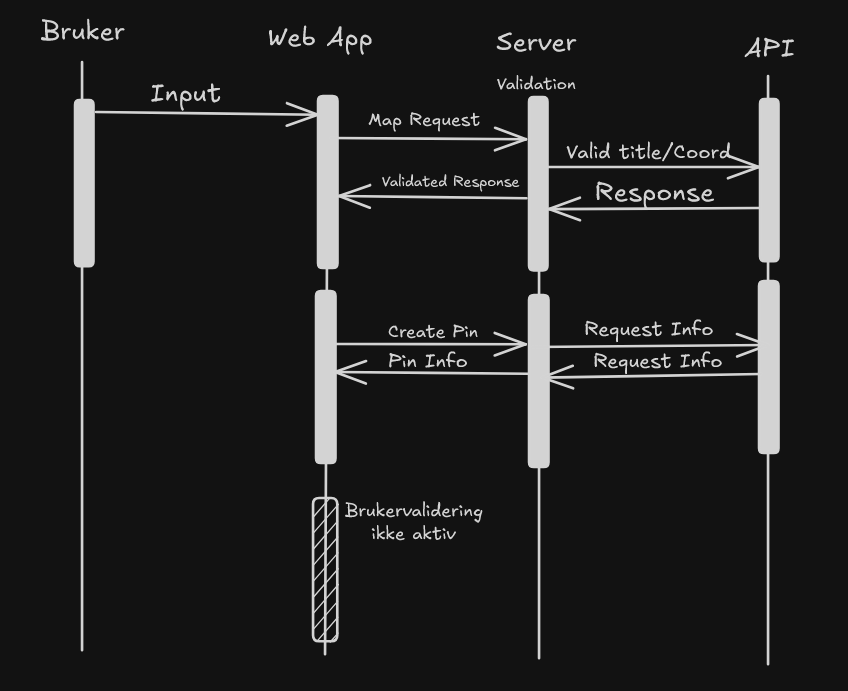 Bruker
Web App
Server
API
Validation
Input
Map Request
Valid title/Coord
Validated Response
Response
Create Pin
Request Info
Pin Info
Request Info
Brukervalidering
ikke aktiv